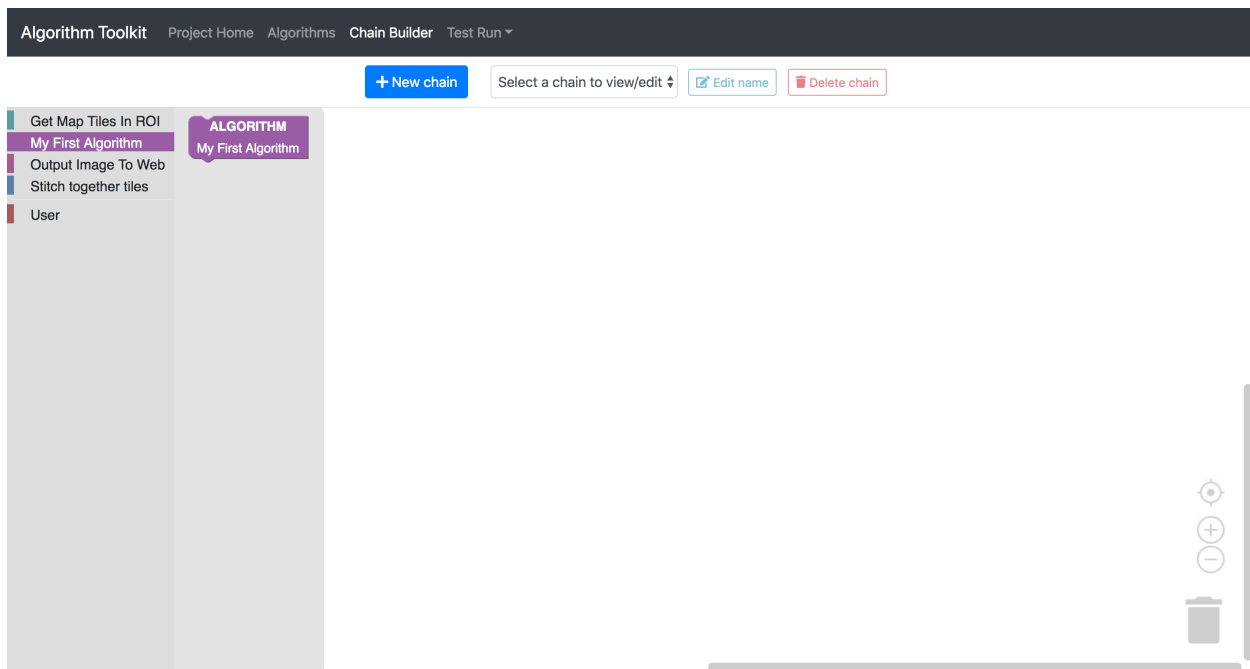 Algorithm Toolkit Project Home Algorithms Chain Builder Test Run
New chain Select a chain to view/edit Edit name Delete chain
Get Map Tiles In ROI
My First Algorithm
Output Image To Web
Stitch together tiles
User
ALGORITHM
My First Algorithm